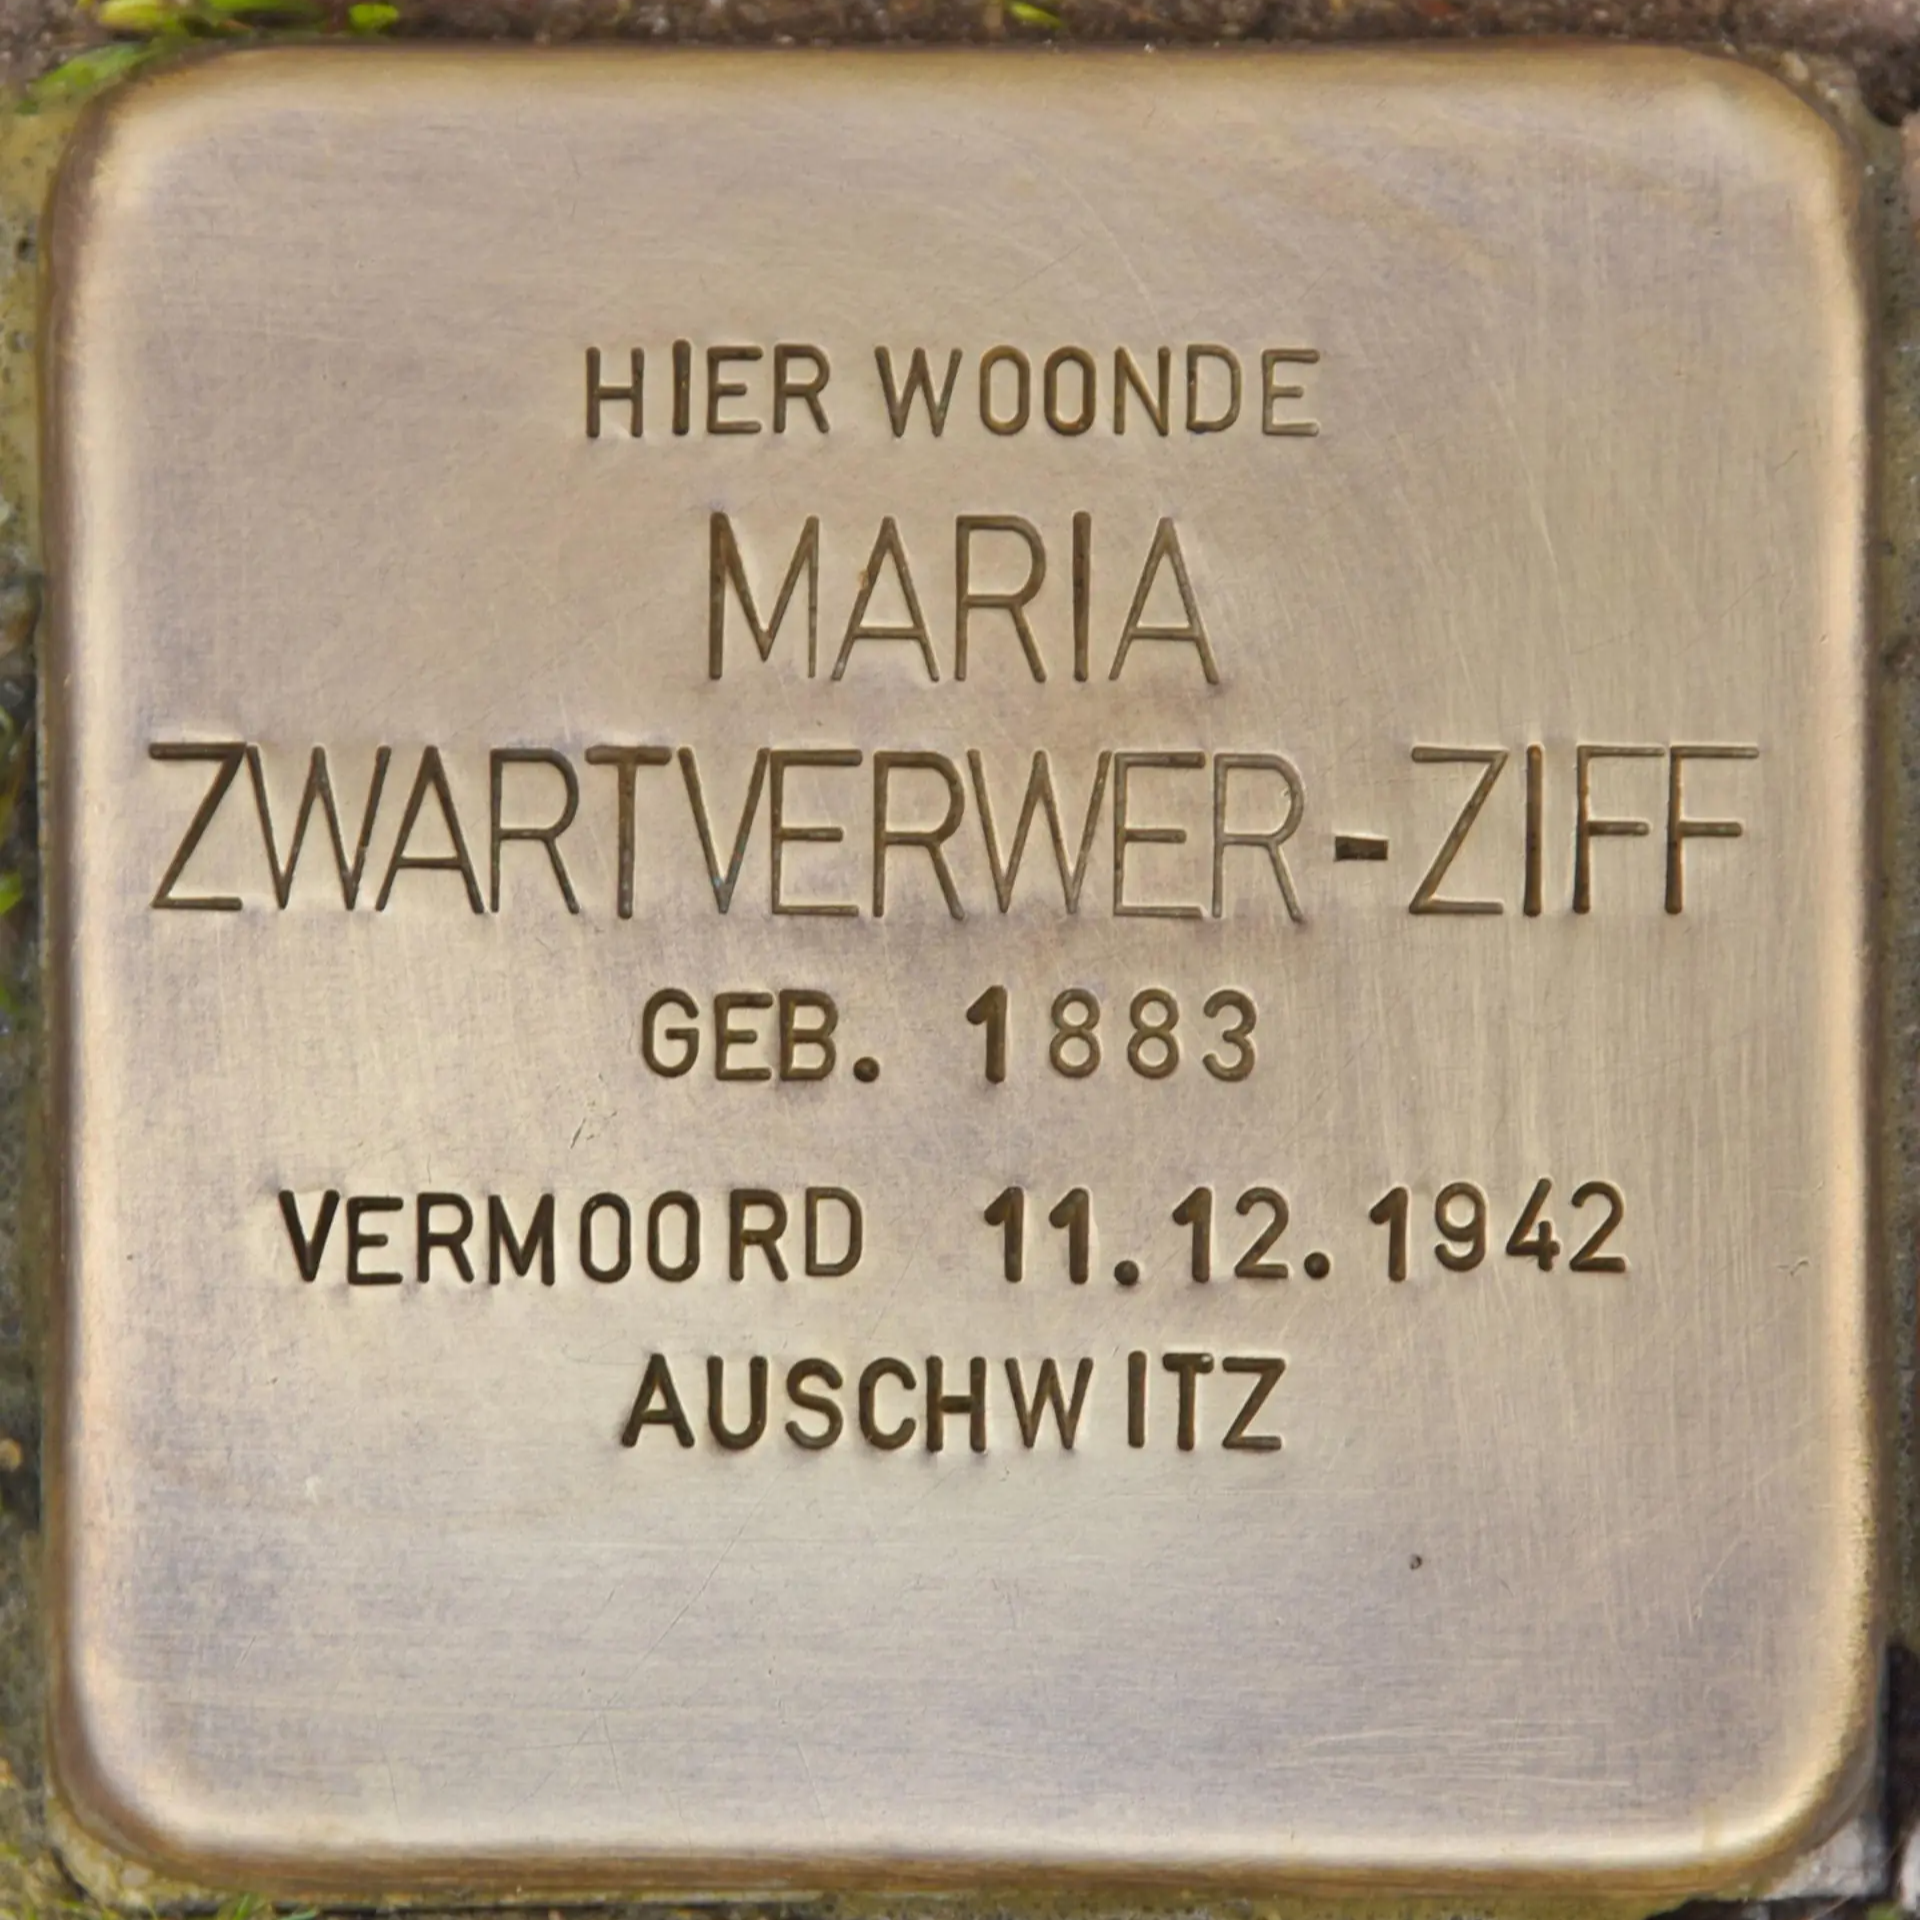 HIER WOONDE
MARIA
ZWARTVERWER-ZIFF
GEB. 1883
VERMOORD 11.12.1942
AUSCHWITZ